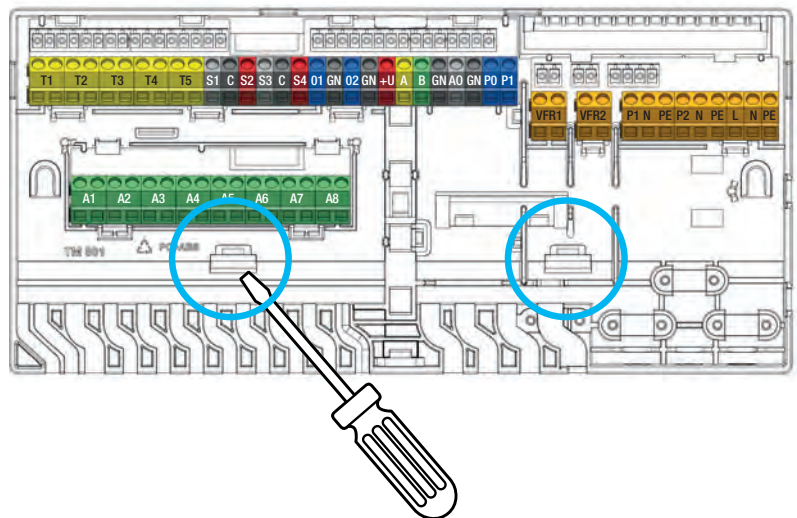 T1 T2 T3 T4 T5 S1 C S2 S3 C S4 01 GN 02 GN +U A B GN A0 GN P0 P1
VFR1 VFR2 P1 N PE P2 N PE L N PE
A1 A2 A3 A4 A5 A6 A7 A8
TM 801